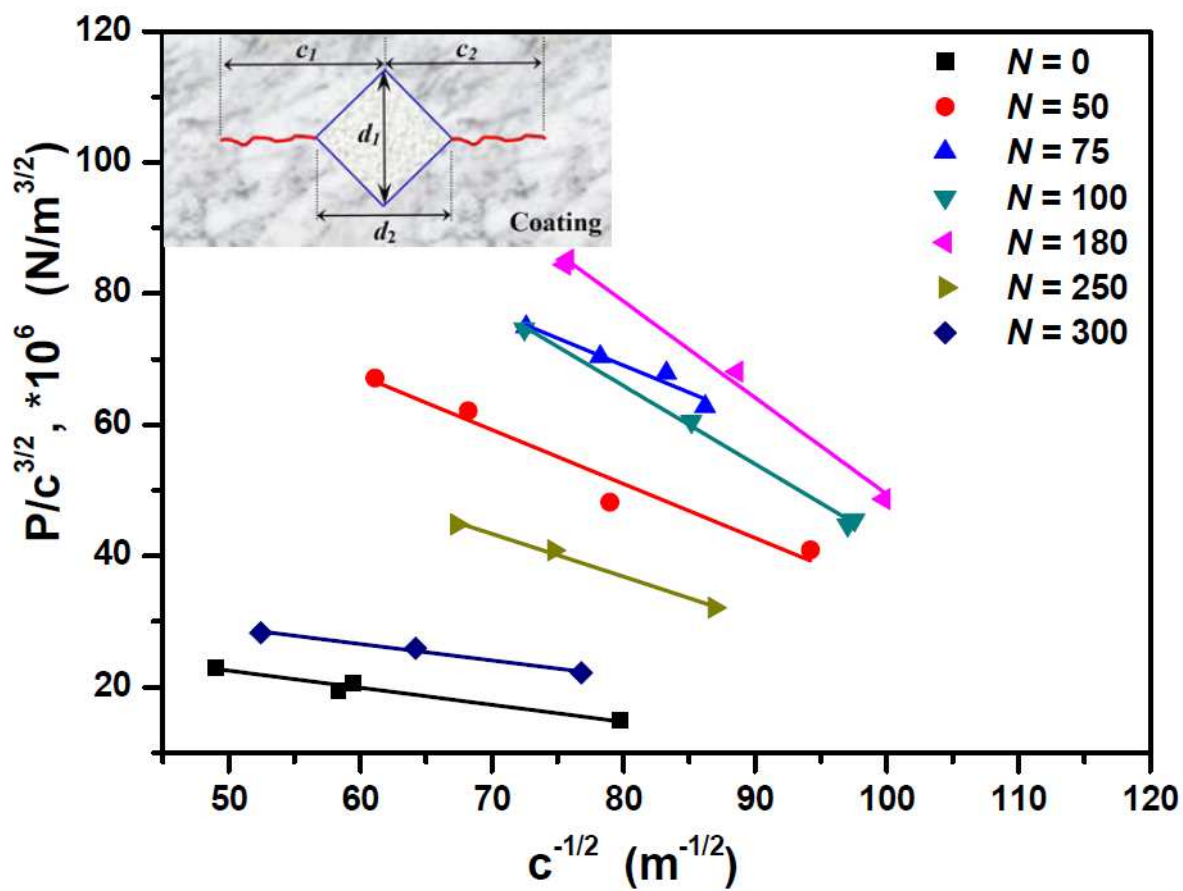 120
100
80
60
40
20
P/c^3/2 , *10^6 (N/m^3/2)
c1 c2
d1
d2
Coating
N = 0
N = 50
N = 75
N = 100
N = 180
N = 250
N = 300
50 60 70 80 90 100 110 120
c^-1/2 (m^-1/2)